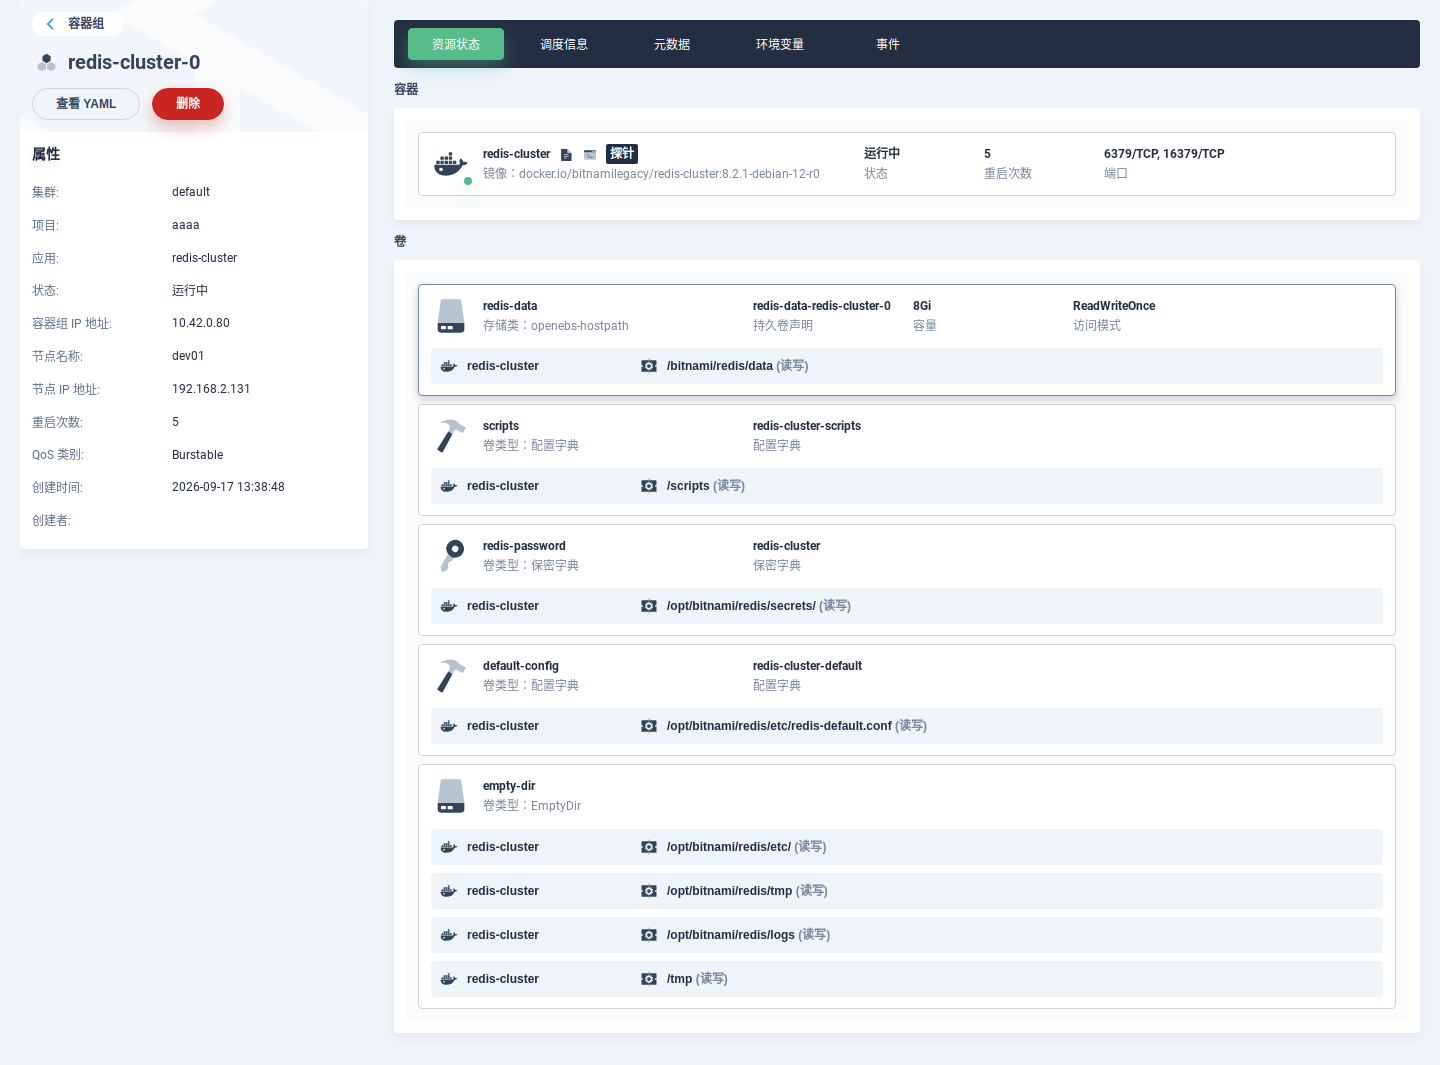 容器组
redis-cluster-0
查看 YAML
删除
属性
集群: default
项目: aaaa
应用: redis-cluster
状态: 运行中
容器组 IP 地址: 10.42.0.80
节点名称: dev01
节点 IP 地址: 192.168.2.131
重启次数: 5
QoS 类别: Burstable
创建时间: 2026-09-17 13:38:48
创建者:
资源状态 调度信息 元数据 环境变量 事件
容器
redis-cluster 探针 运行中 5 6379/TCP, 16379/TCP
镜像：docker.io/bitnamilegacy/redis-cluster:8.2.1-debian-12-r0 状态 重启次数 端口
卷
redis-data redis-data-redis-cluster-0 8Gi ReadWriteOnce
存储类：openebs-hostpath 持久卷声明 容量 访问模式
redis-cluster /bitnami/redis/data (读写)
scripts redis-cluster-scripts
卷类型：配置字典 配置字典
redis-cluster /scripts (读写)
redis-password redis-cluster
卷类型：保密字典 保密字典
redis-cluster /opt/bitnami/redis/secrets/ (读写)
default-config redis-cluster-default
卷类型：配置字典 配置字典
redis-cluster /opt/bitnami/redis/etc/redis-default.conf (读写)
empty-dir
卷类型：EmptyDir
redis-cluster /opt/bitnami/redis/etc/ (读写)
redis-cluster /opt/bitnami/redis/tmp (读写)
redis-cluster /opt/bitnami/redis/logs (读写)
redis-cluster /tmp (读写)